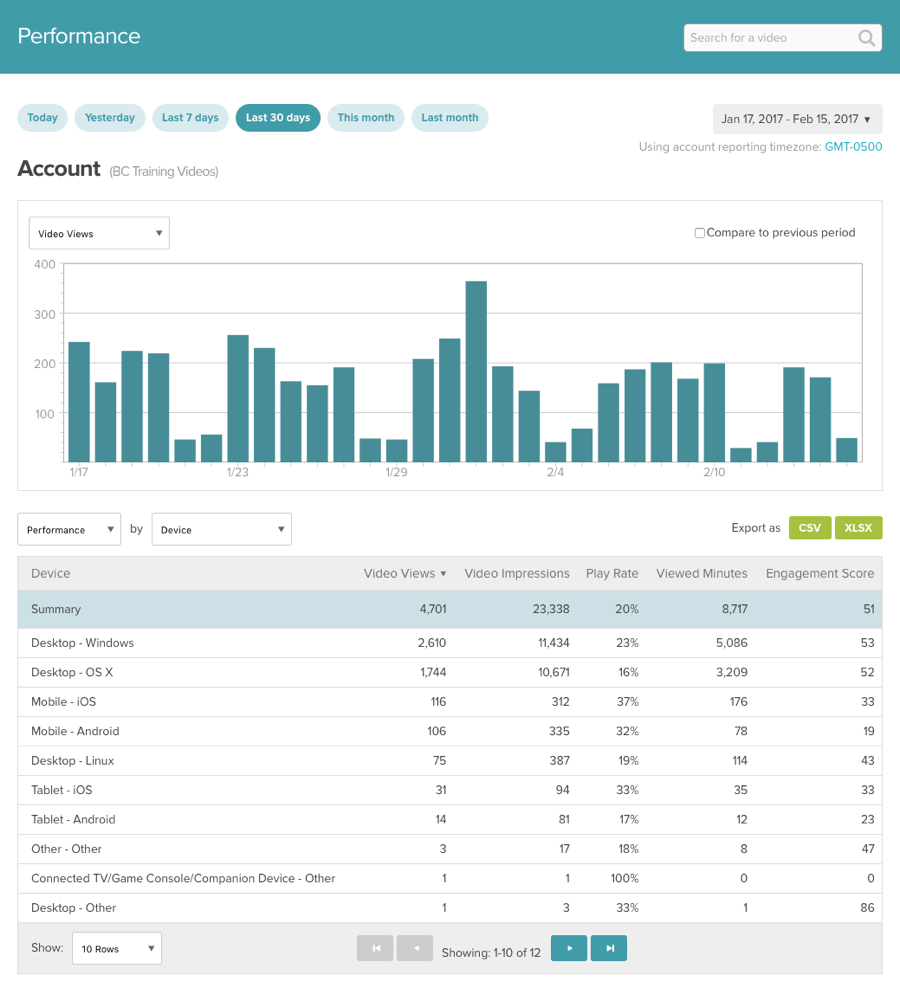 Performance
Search for a video
Today Yesterday Last 7 days Last 30 days This month Last month
Jan 17, 2017 - Feb 15, 2017 ▼
Using account reporting timezone: GMT-0500
Account (BC Training Videos)
Video Views ▼
Compare to previous period
400
300
200
100
1/17 1/23 1/29 2/4 2/10
Performance ▼ by Device ▼
Export as CSV XLSX
Device Video Views ▼ Video Impressions Play Rate Viewed Minutes Engagement Score
Summary 4,701 23,338 20% 8,717 51
Desktop - Windows 2,610 11,434 23% 5,086 53
Desktop - OS X 1,744 10,671 16% 3,209 52
Mobile - iOS 116 312 37% 176 33
Mobile - Android 106 335 32% 78 19
Desktop - Linux 75 387 19% 114 43
Tablet - iOS 31 94 33% 35 33
Tablet - Android 14 81 17% 12 23
Other - Other 3 17 18% 8 47
Connected TV/Game Console/Companion Device - Other 1 1 100% 0 0
Desktop - Other 1 3 33% 1 86
Show: 10 Rows ▼ Showing: 1-10 of 12